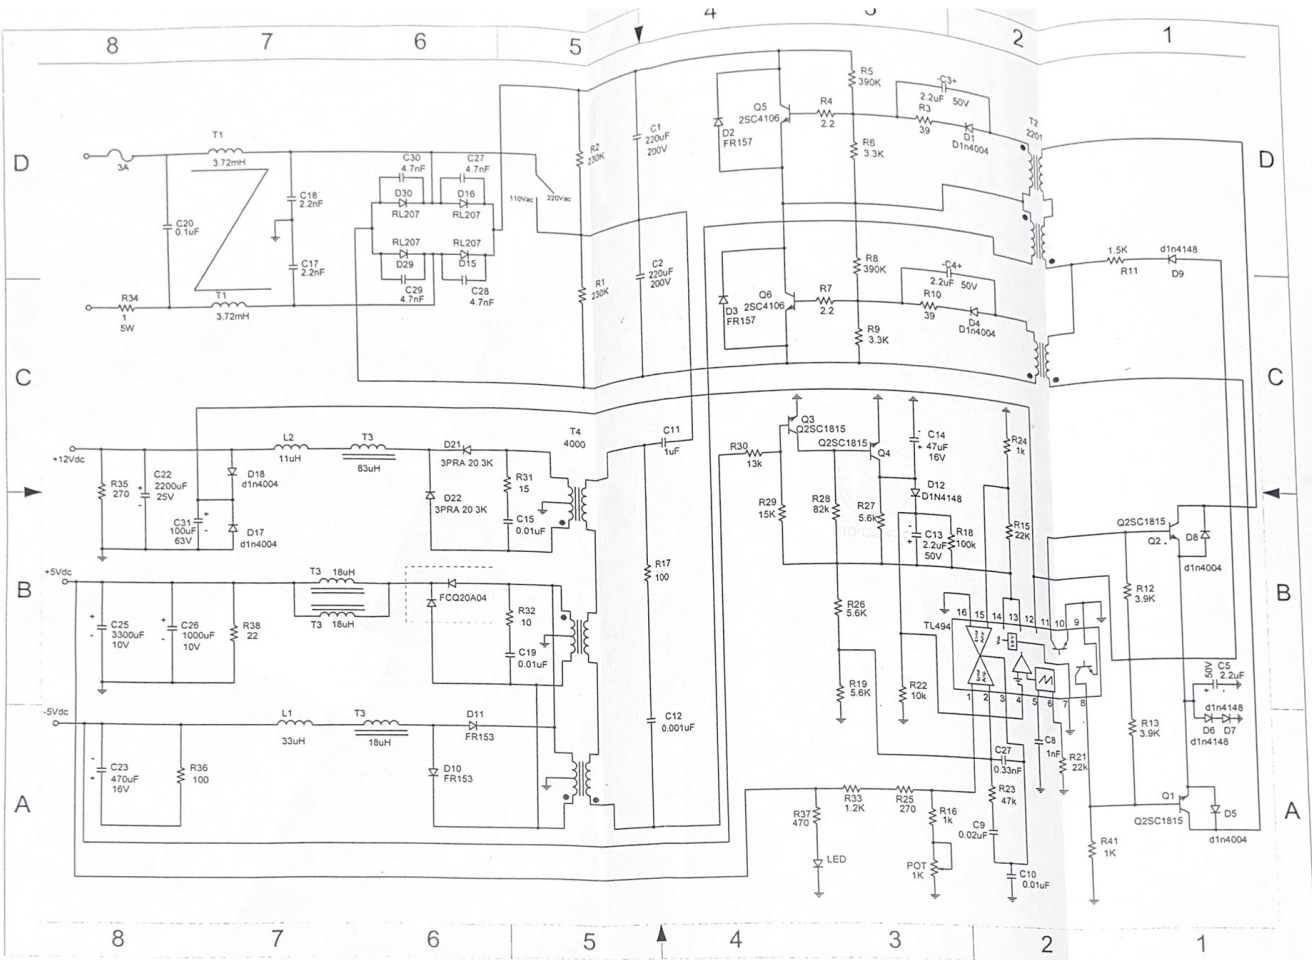 4 3
8 7 6 5 2 1
D
D
C
C
B
B
A
A
8 7 6 5 4 3 2 1
3A
T1
3.72mH
C20
0.1uF
C18
2.2nF
C17
2.2nF
R34
1
5W
T1
3.72mH
C30
4.7nF
C27
4.7nF
D30
RL207
D16
RL207
RL207
D29
RL207
D15
C29
4.7nF
C28
4.7nF
110Vac
220Vac
R2
230K
R1
230K
C1
220uF
200V
C2
220uF
200V
D2
FR157
Q5
2SC4106
R4
2.2
R5
390K
R6
3.3K
-C3+
2.2uF 50V
R3
39
D1
D1n4004
T2
2201
D3
FR157
Q6
2SC4106
R7
2.2
R8
390K
R9
3.3K
-C4+
2.2uF 50V
R10
39
D4
D1n4004
1.5K
R11
d1n4148
D9
+12Vdc
R35
270
C22
2200uF
25V
+
-
D18
d1n4004
C31
100uF
63V
+
-
D17
d1n4004
L2
11uH
T3
83uH
D21
3PRA 20 3K
D22
3PRA 20 3K
R31
15
C15
0.01uF
T4
4000
C11
1uF
R30
13k
Q3
Q2SC1815
Q2SC1815
Q4
C14
47uF
16V
-
+
R24
1k
R29
15K
R28
82k
R27
5.6k
D12
D1N4148
C13
2.2uF
50V
-
+
R18
100k
R15
22K
Q2SC1815
Q2
D8
d1n4004
+5Vdc
C25
3300uF
10V
+
-
C26
1000uF
10V
+
-
R38
22
T3 18uH
T3 18uH
FCQ20A04
R32
10
C19
0.01uF
R17
100
R26
5.6K
R19
5.6K
R22
10k
TL494
16 15 14 13 12 11 10 9
1 2 3 4 5 6 7 8
R12
3.9K
R13
3.9K
50V
C5
2.2uF
+ -
d1n4148
D6 D7
d1n4148
-5Vdc
C23
470uF
16V
-
+
R36
100
L1
33uH
T3
18uH
D11
FR153
D10
FR153
C12
0.001uF
C27
0.33nF
C8
1nF
R21
22k
R37
470
LED
R33
1.2K
R25
270
R16
1k
POT
1K
R23
47k
C9
0.02uF
C10
0.01uF
R41
1K
Q1
Q2SC1815
D5
d1n4004